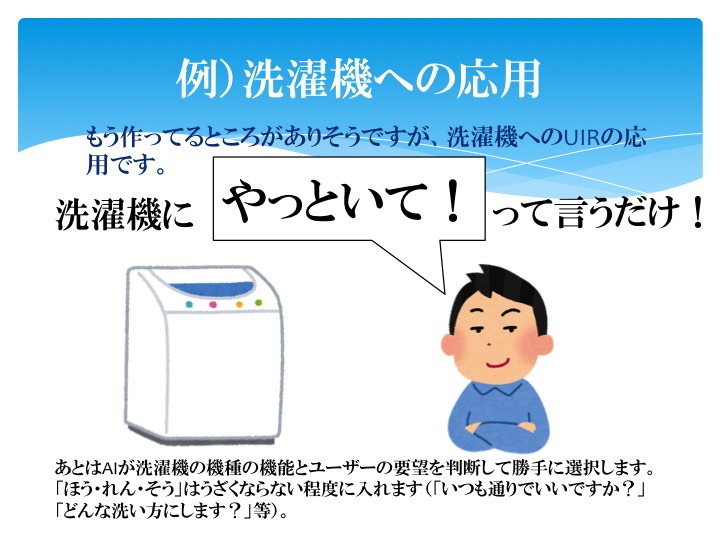 例）洗濯機への応用
もう作ってるところがありそうですが、洗濯機へのUIRの応
用です。
洗濯機に やっといて！ って言うだけ！
あとはAIが洗濯機の機種の機能とユーザーの要望を判断して勝手に選択します。
「ほう・れん・そう」はうざくならない程度に入れます（「いつも通りでいいですか？」
「どんな洗い方にします？」等）。